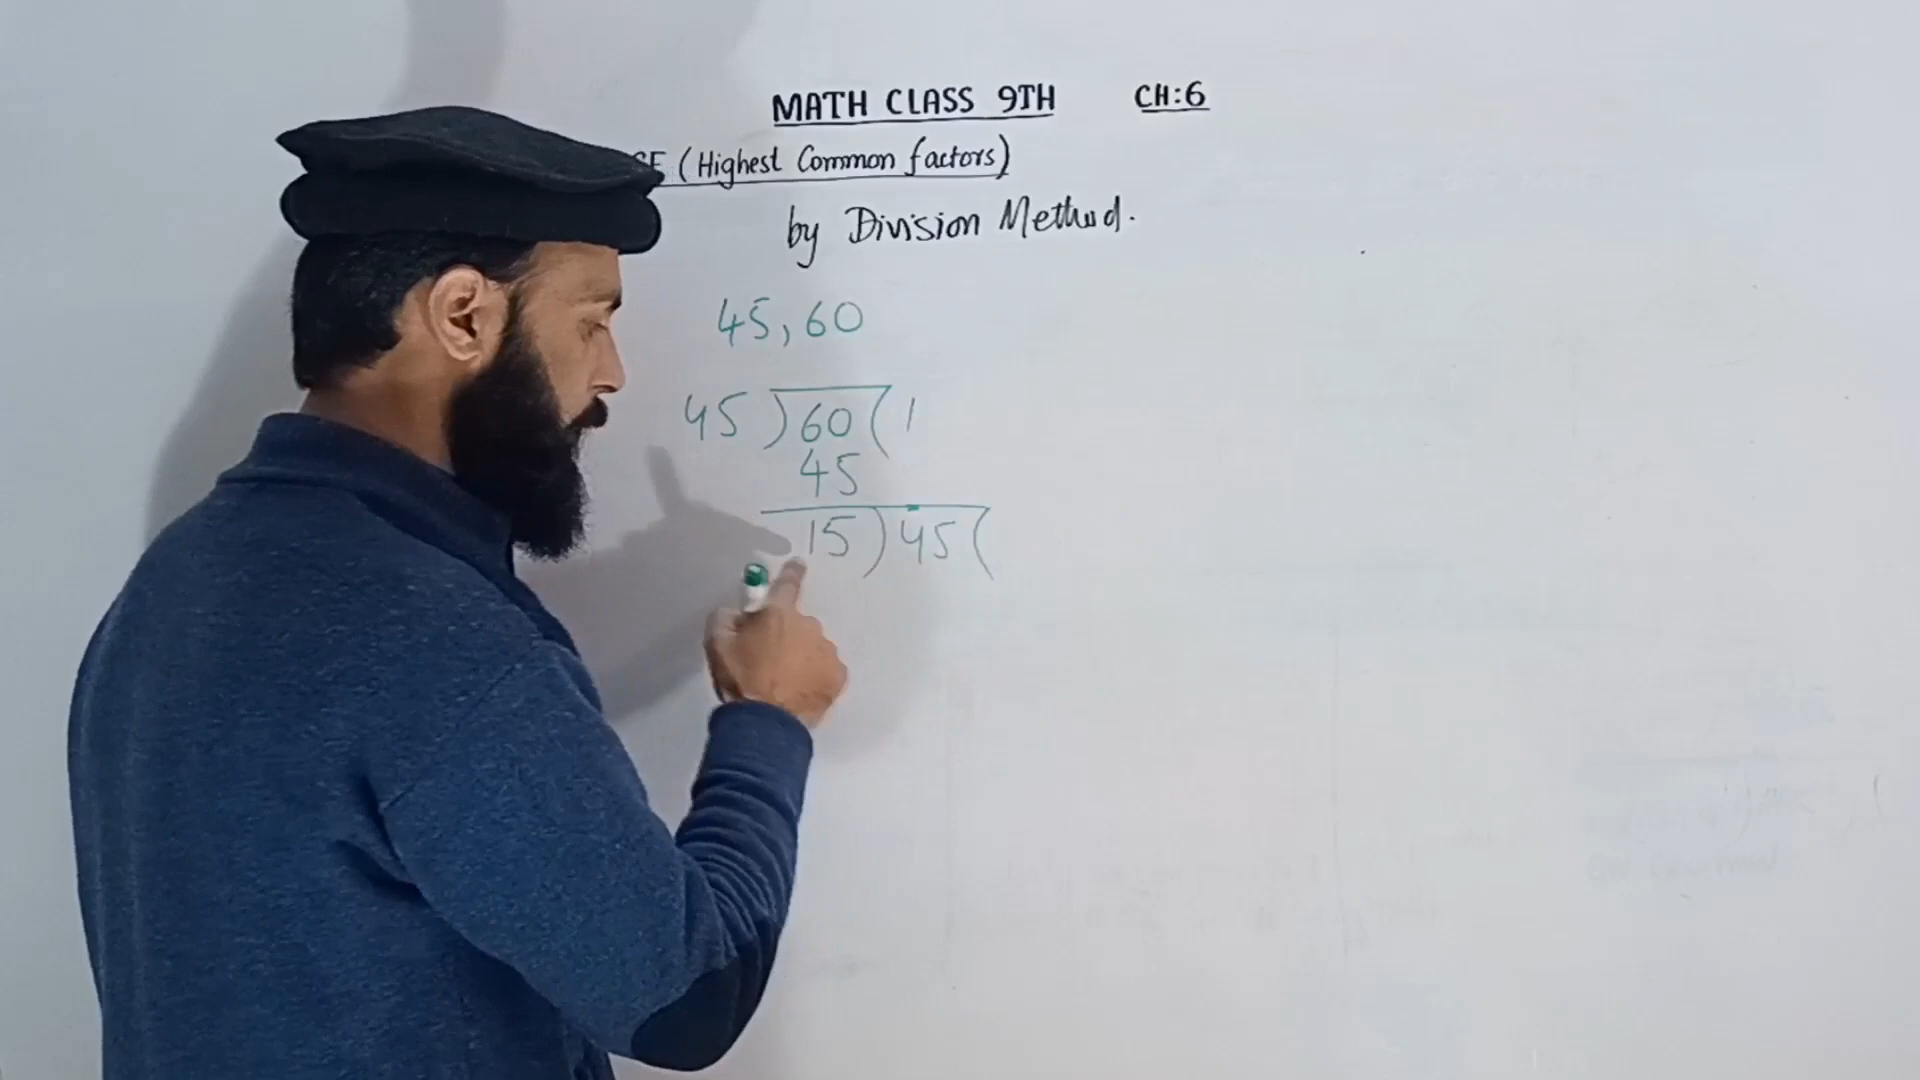 MATH CLASS 9TH CH:6
CF (Highest Common factors)
by Division Method.
45, 60
45 ) 60 ( 1
45
15 ) 45 (